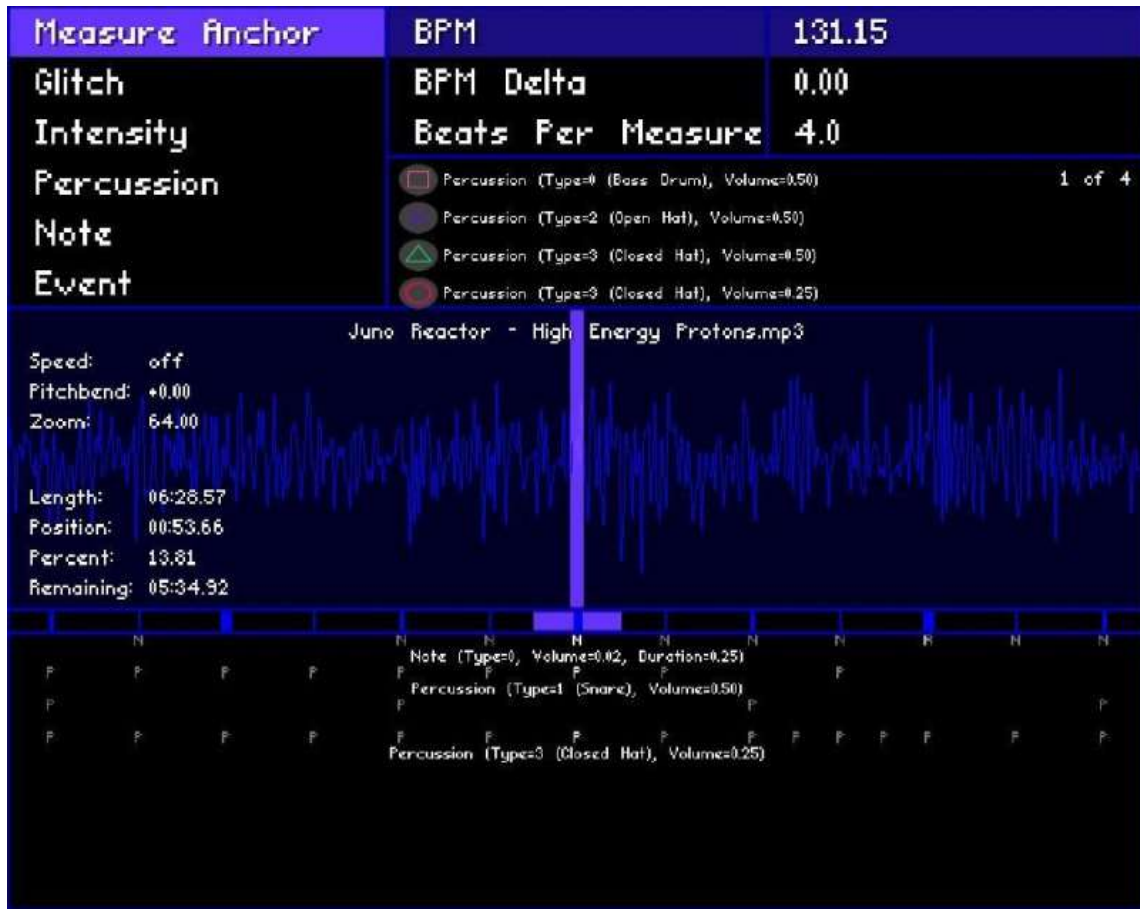 Measure Anchor
BPM
131.15
Glitch
BPM Delta
0.00
Intensity
Beats Per Measure
4.0
Percussion
Note
Event
Percussion (Type=0 (Bass Drum), Volume=0.50)
1 of 4
Percussion (Type=2 (Open Hat), Volume=0.50)
Percussion (Type=3 (Closed Hat), Volume=0.50)
Percussion (Type=3 (Closed Hat), Volume=0.25)
Juno Reactor - High Energy Protons.mp3
Speed: off
Pitchbend: +0.00
Zoom: 64.00
Length: 06:28.57
Position: 00:53.66
Percent: 13.81
Remaining: 05:34.92
N N N N N N N N N N
Note (Type=0, Volume=0.02, Duration=0.25)
P P P P P P P P P
Percussion (Type=1 (Snare), Volume=0.50)
P P P P
P P P P P P P P P P P P P P P
Percussion (Type=3 (Closed Hat), Volume=0.25)